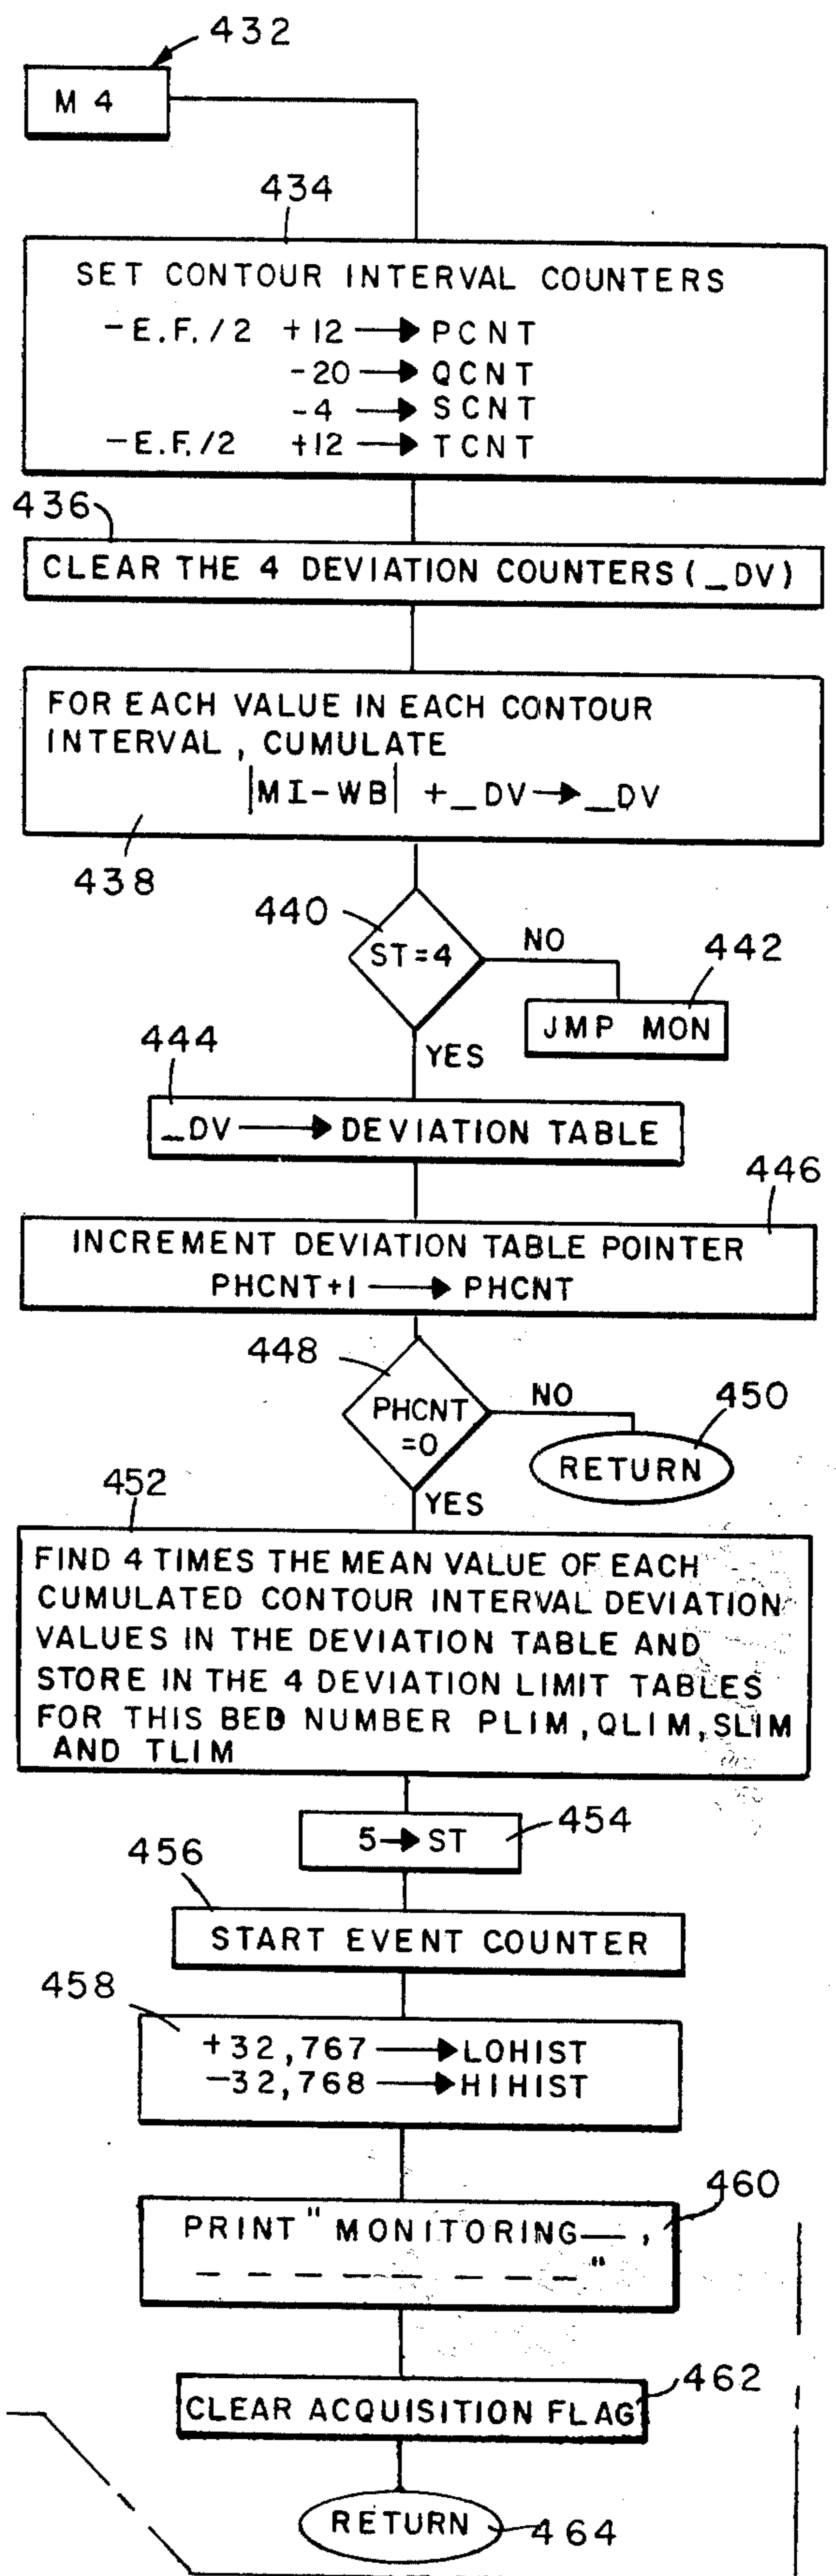 432
M 4
434
SET CONTOUR INTERVAL COUNTERS
-E.F./2 +12 → PCNT
-20 → QCNT
-4 → SCNT
-E.F./2 +12 → TCNT
436
CLEAR THE 4 DEVIATION COUNTERS (_DV)
FOR EACH VALUE IN EACH CONTOUR
INTERVAL, CUMULATE
|MI-WB| +_DV→_DV
438
440
ST=4
NO
442
JMP MON
YES
444
_DV → DEVIATION TABLE
446
INCREMENT DEVIATION TABLE POINTER
PHCNT+1 → PHCNT
448
PHCNT
=0
NO
450
RETURN
YES
452
FIND 4 TIMES THE MEAN VALUE OF EACH
CUMULATED CONTOUR INTERVAL DEVIATION
VALUES IN THE DEVIATION TABLE AND
STORE IN THE 4 DEVIATION LIMIT TABLES
FOR THIS BED NUMBER PLIM, QLIM, SLIM
AND TLIM
5→ST
454
456
START EVENT COUNTER
458
+32,767 → LOHIST
-32,768 → HIHIST
460
PRINT "MONITORING— ,
_ _ _ _ _ _ _ _ _"
462
CLEAR ACQUISITION FLAG
RETURN
464